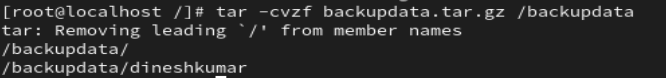 [root@localhost /]# tar -cvzf backupdata.tar.gz /backupdata
tar: Removing leading `/' from member names
/backupdata/
/backupdata/dineshkumar